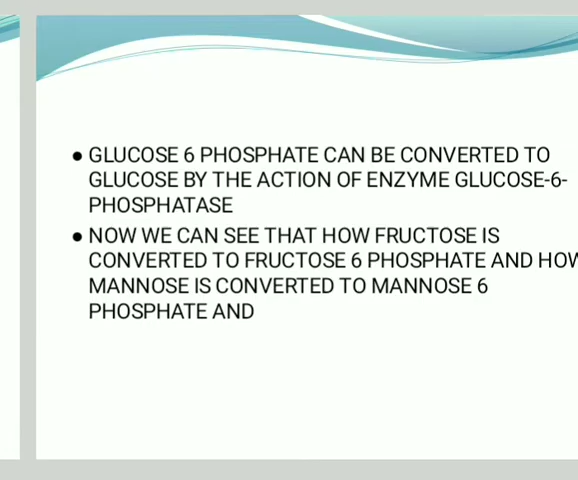 ● GLUCOSE 6 PHOSPHATE CAN BE CONVERTED TO
GLUCOSE BY THE ACTION OF ENZYME GLUCOSE-6-
PHOSPHATASE
● NOW WE CAN SEE THAT HOW FRUCTOSE IS
CONVERTED TO FRUCTOSE 6 PHOSPHATE AND HOW
MANNOSE IS CONVERTED TO MANNOSE 6
PHOSPHATE AND